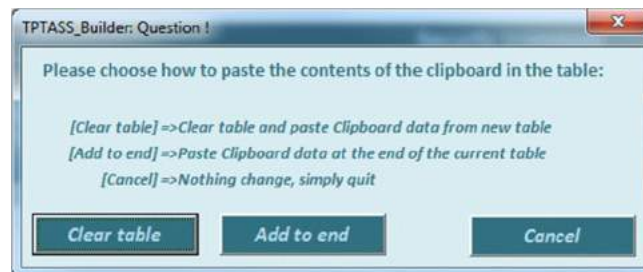 TPTASS_Builder: Question !
Please choose how to paste the contents of the clipboard in the table:
[Clear table] =>Clear table and paste Clipboard data from new table
[Add to end] =>Paste Clipboard data at the end of the current table
[Cancel] =>Nothing change, simply quit
Clear table Add to end Cancel